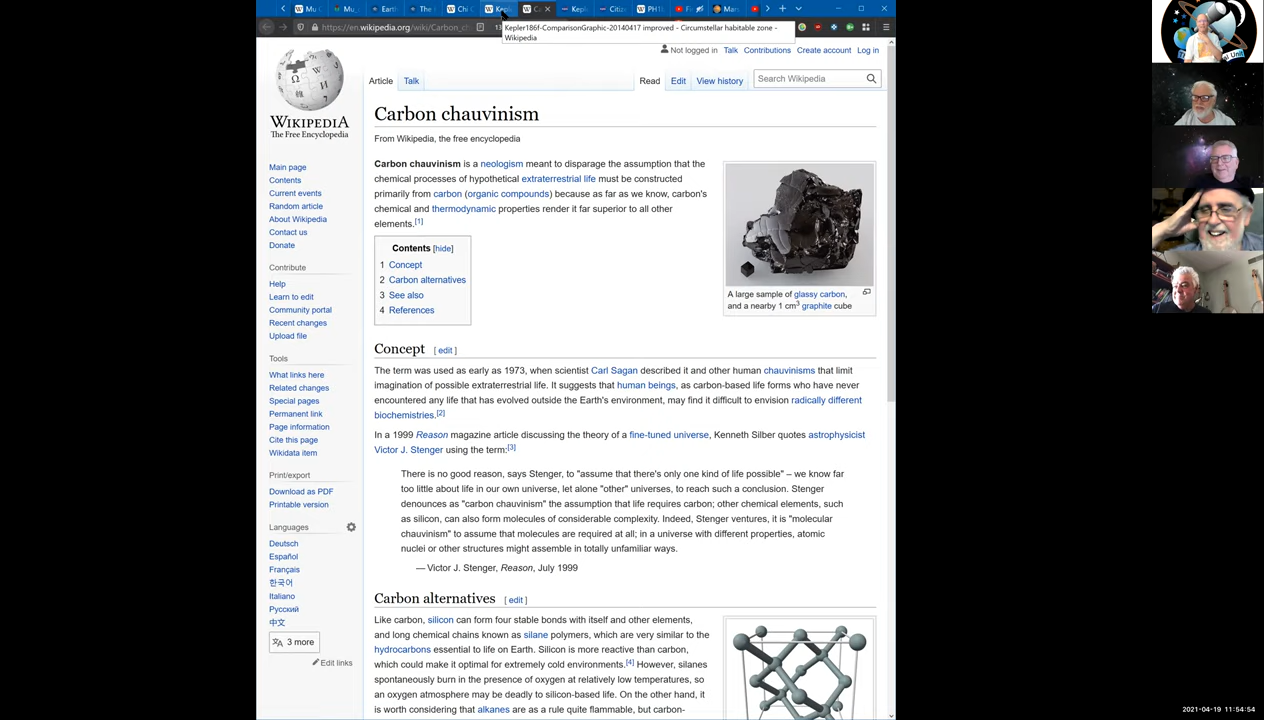 Mu C
Mu_
Earth
The
Chi C
Kepl
Ca
Kepl
Citize
PH1
Fi
Mars
https://en.wikipedia.org/wiki/Carbon_ch
Kepler186f-ComparisonGraphic-20140417 improved - Circumstellar habitable zone -
Wikipedia
Not logged in Talk Contributions Create account Log in
Article Talk Read Edit View history Search Wikipedia
WIKIPEDIA
The Free Encyclopedia
Main page
Contents
Current events
Random article
About Wikipedia
Contact us
Donate
Contribute
Help
Learn to edit
Community portal
Recent changes
Upload file
Tools
What links here
Related changes
Special pages
Permanent link
Page information
Cite this page
Wikidata item
Print/export
Download as PDF
Printable version
Languages
Deutsch
Español
Français
한국어
Italiano
Русский
中文
3 more
Edit links
Carbon chauvinism
From Wikipedia, the free encyclopedia
Carbon chauvinism is a neologism meant to disparage the assumption that the
chemical processes of hypothetical extraterrestrial life must be constructed
primarily from carbon (organic compounds) because as far as we know, carbon's
chemical and thermodynamic properties render it far superior to all other
elements.[1]
A large sample of glassy carbon,
and a nearby 1 cm3 graphite cube
Contents [hide]
1 Concept
2 Carbon alternatives
3 See also
4 References
Concept [ edit ]
The term was used as early as 1973, when scientist Carl Sagan described it and other human chauvinisms that limit
imagination of possible extraterrestrial life. It suggests that human beings, as carbon-based life forms who have never
encountered any life that has evolved outside the Earth's environment, may find it difficult to envision radically different
biochemistries.[2]
In a 1999 Reason magazine article discussing the theory of a fine-tuned universe, Kenneth Silber quotes astrophysicist
Victor J. Stenger using the term:[3]
There is no good reason, says Stenger, to "assume that there's only one kind of life possible" – we know far
too little about life in our own universe, let alone "other" universes, to reach such a conclusion. Stenger
denounces as "carbon chauvinism" the assumption that life requires carbon; other chemical elements, such
as silicon, can also form molecules of considerable complexity. Indeed, Stenger ventures, it is "molecular
chauvinism" to assume that molecules are required at all; in a universe with different properties, atomic
nuclei or other structures might assemble in totally unfamiliar ways.
— Victor J. Stenger, Reason, July 1999
Carbon alternatives [ edit ]
Like carbon, silicon can form four stable bonds with itself and other elements,
and long chemical chains known as silane polymers, which are very similar to the
hydrocarbons essential to life on Earth. Silicon is more reactive than carbon,
which could make it optimal for extremely cold environments.[4] However, silanes
spontaneously burn in the presence of oxygen at relatively low temperatures, so
an oxygen atmosphere may be deadly to silicon-based life. On the other hand, it
is worth considering that alkanes are as a rule quite flammable, but carbon-
2021-04-19 11:54:54